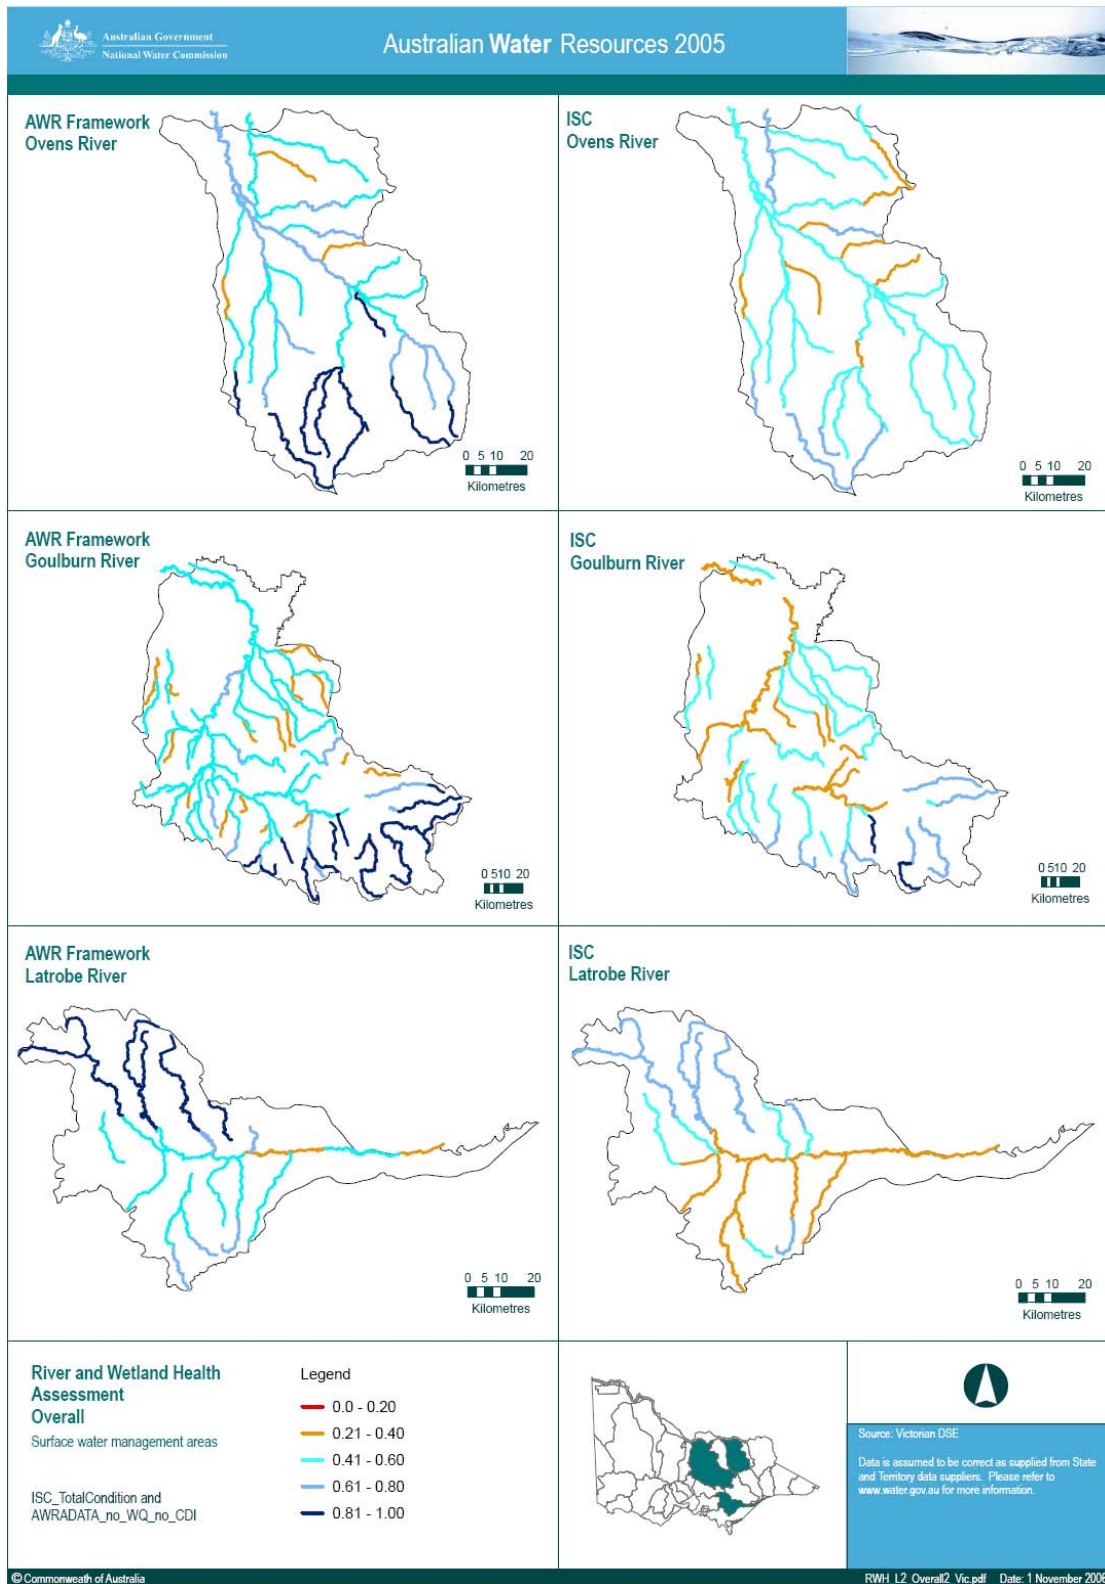 Australian Government
National Water Commission
Australian Water Resources 2005
AWR Framework
Ovens River
0 5 10 20
Kilometres
ISC
Ovens River
0 5 10 20
Kilometres
AWR Framework
Goulburn River
0 510 20
Kilometres
ISC
Goulburn River
0 510 20
Kilometres
AWR Framework
Latrobe River
0 5 10 20
Kilometres
ISC
Latrobe River
0 5 10 20
Kilometres
River and Wetland Health
Assessment
Overall
Surface water management areas
ISC_TotalCondition and
AWRADATA_no_WQ_no_CDI
Legend
0.0 - 0.20
0.21 - 0.40
0.41 - 0.60
0.61 - 0.80
0.81 - 1.00
Source: Victorian DSE
Data is assumed to be correct as supplied from State
and Territory data suppliers. Please refer to
www.water.gov.au for more information.
© Commonweath of Australia
RWH_L2_Overall2_Vic.pdf Date: 1 November 2006